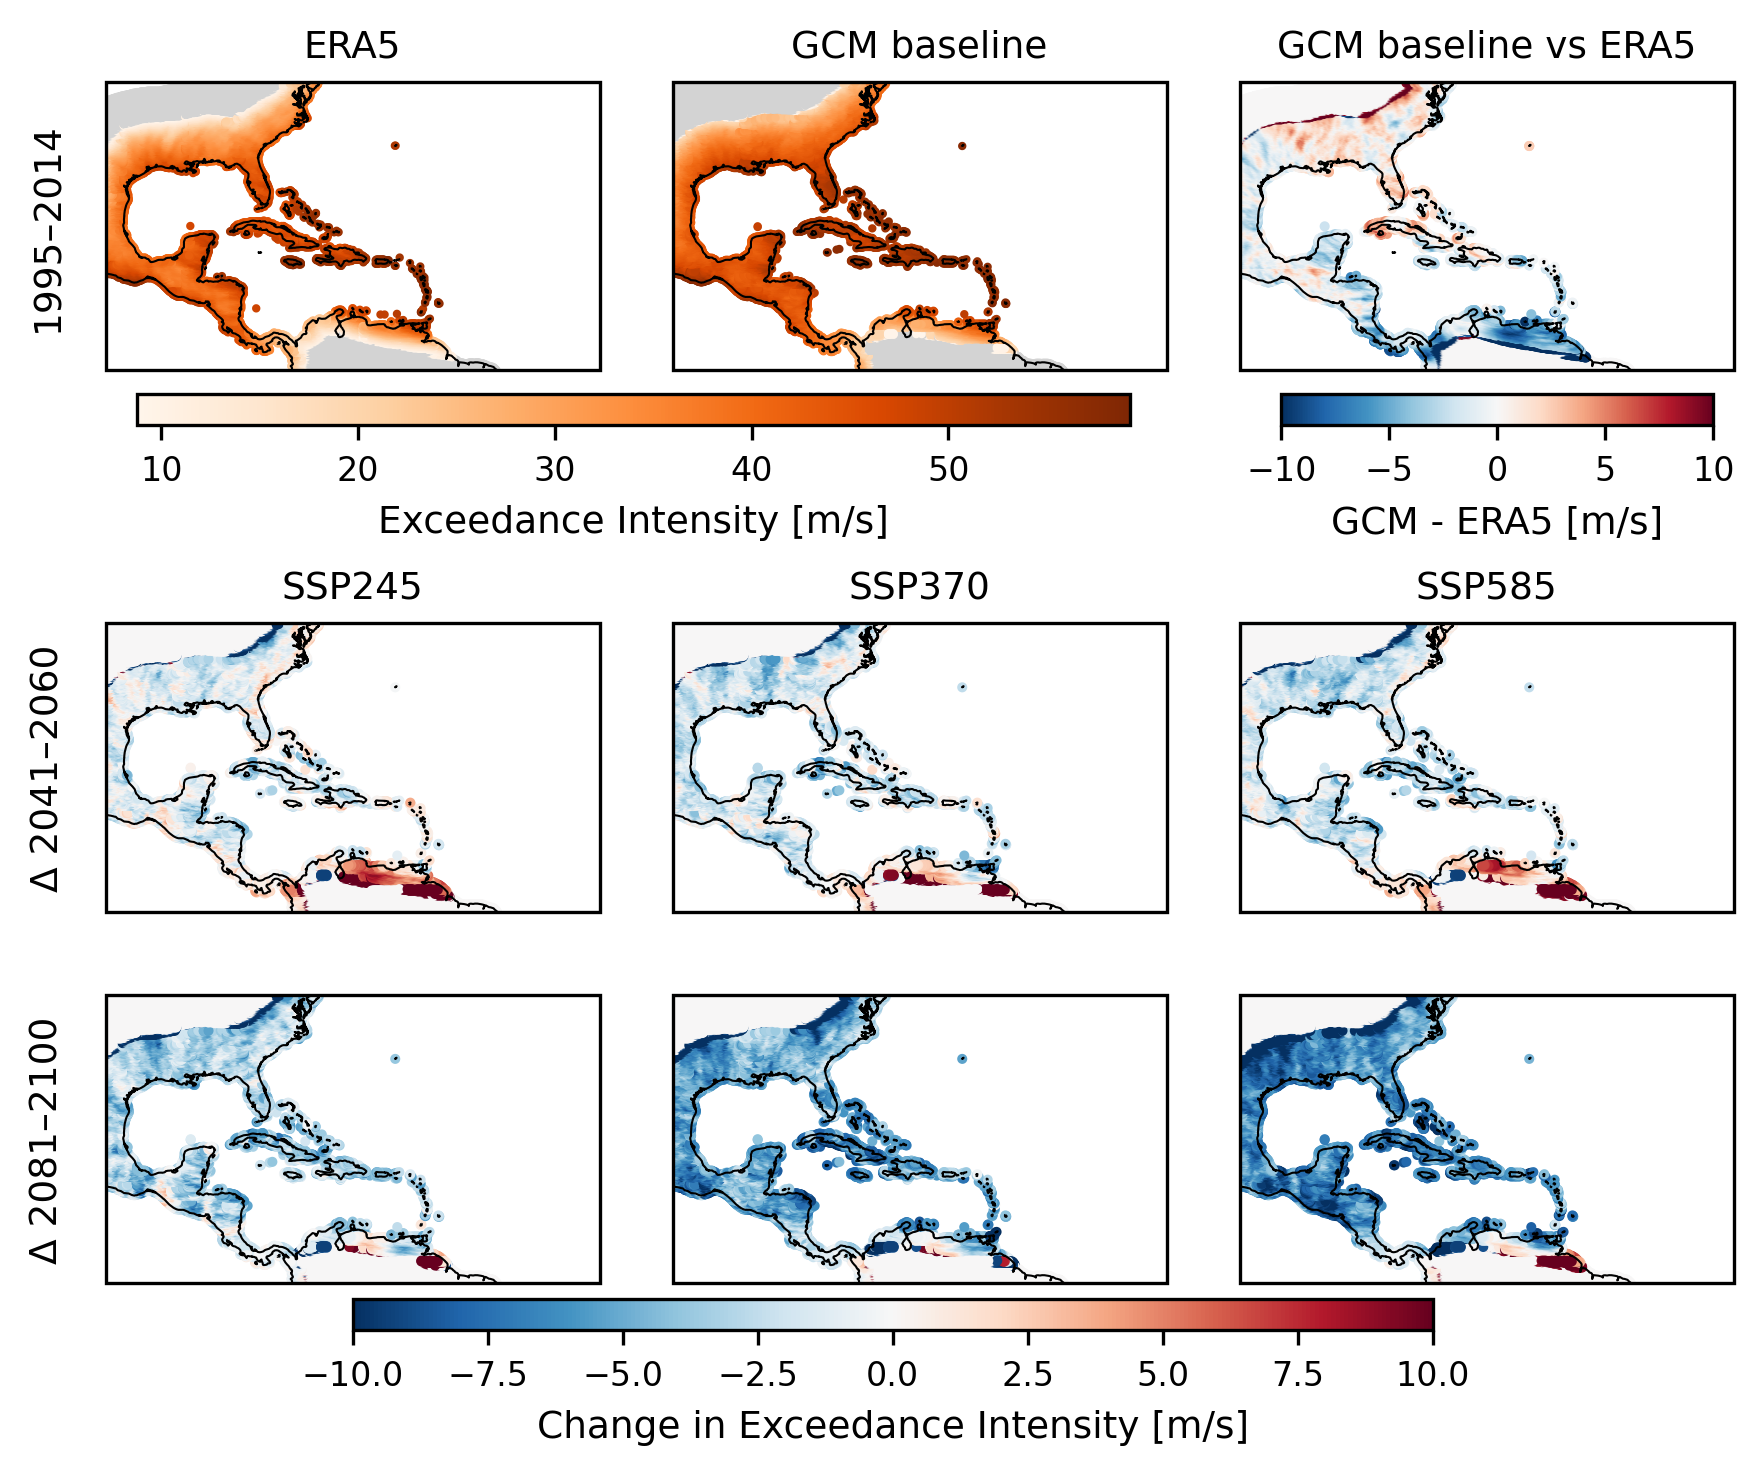 ERA5
GCM baseline
GCM baseline vs ERA5
1995–2014
10 20 30 40 50
Exceedance Intensity [m/s]
−10 −5 0 5 10
GCM - ERA5 [m/s]
SSP245
SSP370
SSP585
Δ 2041–2060
Δ 2081–2100
−10.0 −7.5 −5.0 −2.5 0.0 2.5 5.0 7.5 10.0
Change in Exceedance Intensity [m/s]